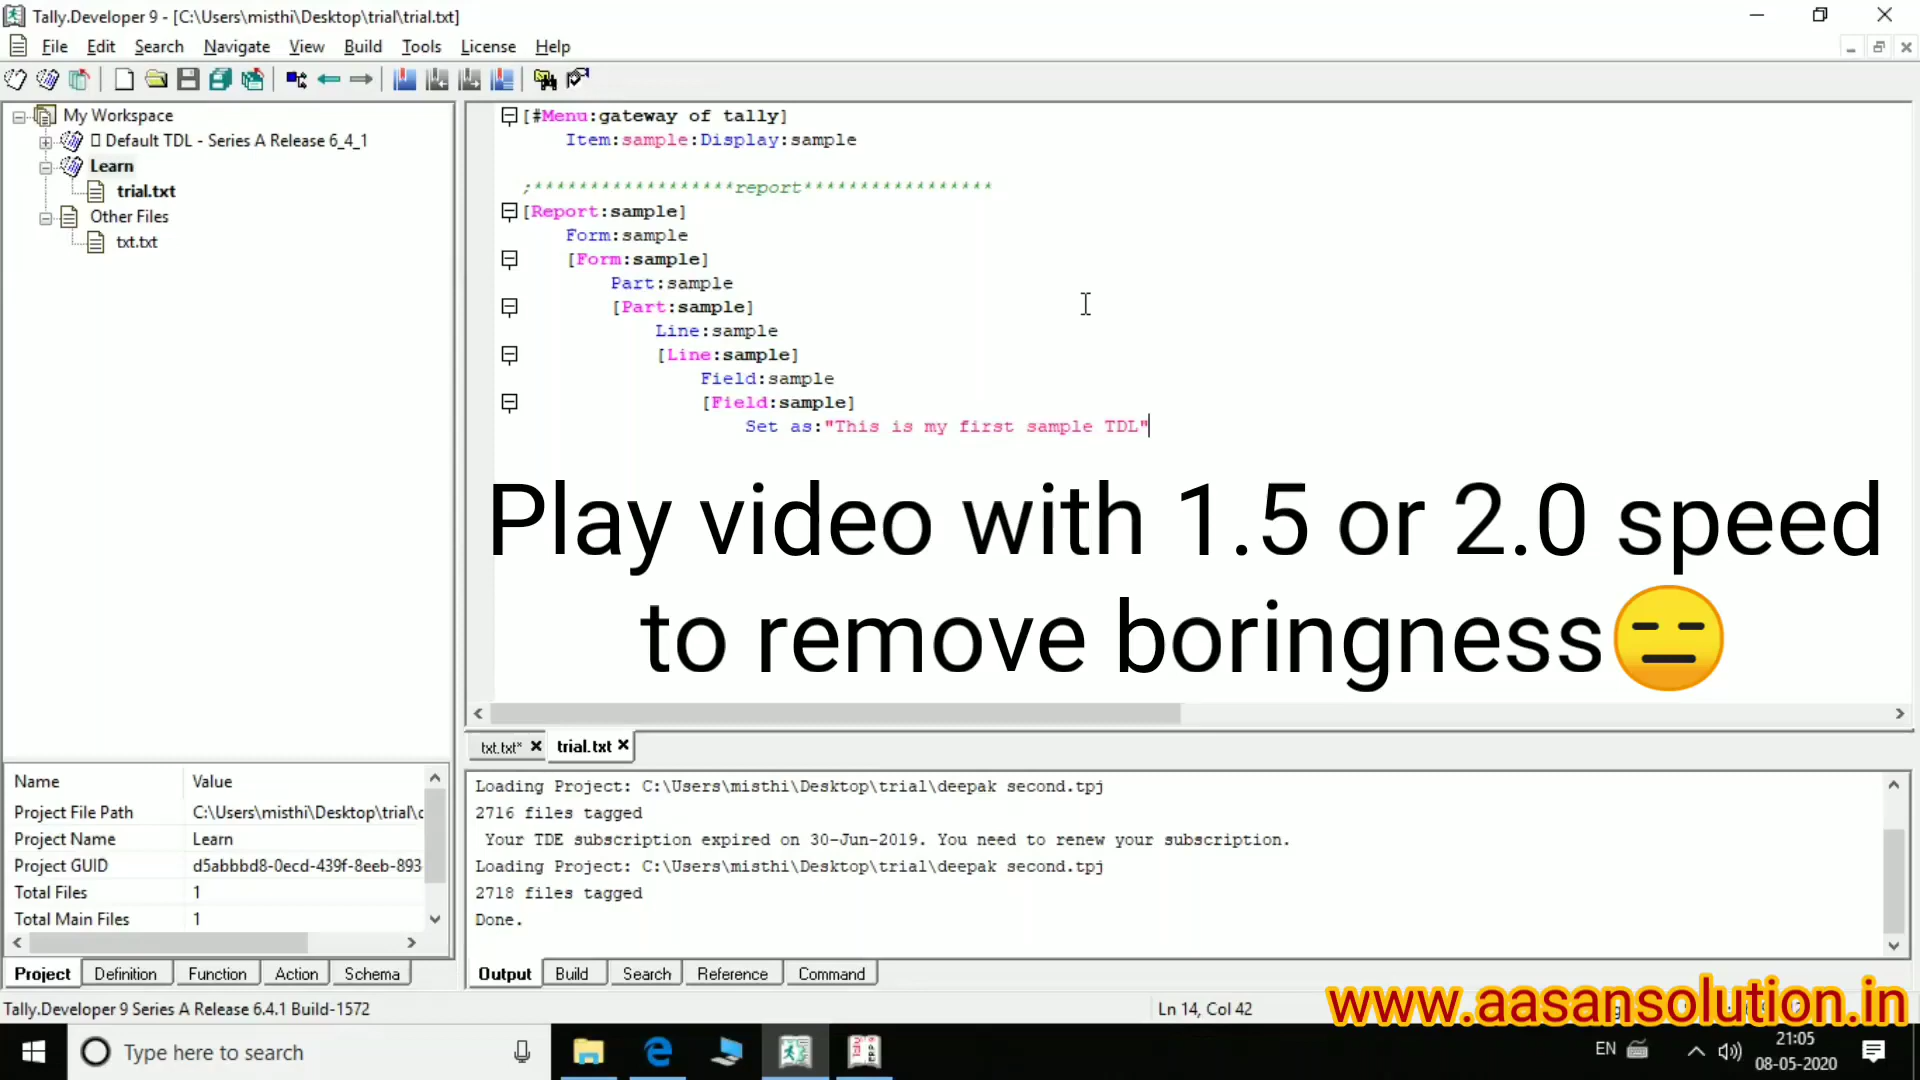 Tally.Developer 9 - [C:\Users\misthi\Desktop\trial\trial.txt]
File Edit Search Navigate View Build Tools License Help
My Workspace
Default TDL - Series A Release 6_4_1
Learn
trial.txt
Other Files
txt.txt
[#Menu:gateway of tally]
Item:sample:Display:sample
;******************report*****************
[Report:sample]
Form:sample
[Form:sample]
Part:sample
[Part:sample]
Line:sample
[Line:sample]
Field:sample
[Field:sample]
Set as:"This is my first sample TDL"
Play video with 1.5 or 2.0 speed
to remove boringness😑
txt.txt* trial.txt
Name Value
Project File Path C:\Users\misthi\Desktop\trial\
Project Name Learn
Project GUID d5abbbd8-0ecd-439f-8eeb-893
Total Files 1
Total Main Files 1
Project Definition Function Action Schema
Loading Project: C:\Users\misthi\Desktop\trial\deepak second.tpj
2716 files tagged
Your TDE subscription expired on 30-Jun-2019. You need to renew your subscription.
Loading Project: C:\Users\misthi\Desktop\trial\deepak second.tpj
2718 files tagged
Done.
Output Build Search Reference Command
Tally.Developer 9 Series A Release 6.4.1 Build-1572
Ln 14, Col 42
www.aasansolution.in
Type here to search
EN
21:05
08-05-2020